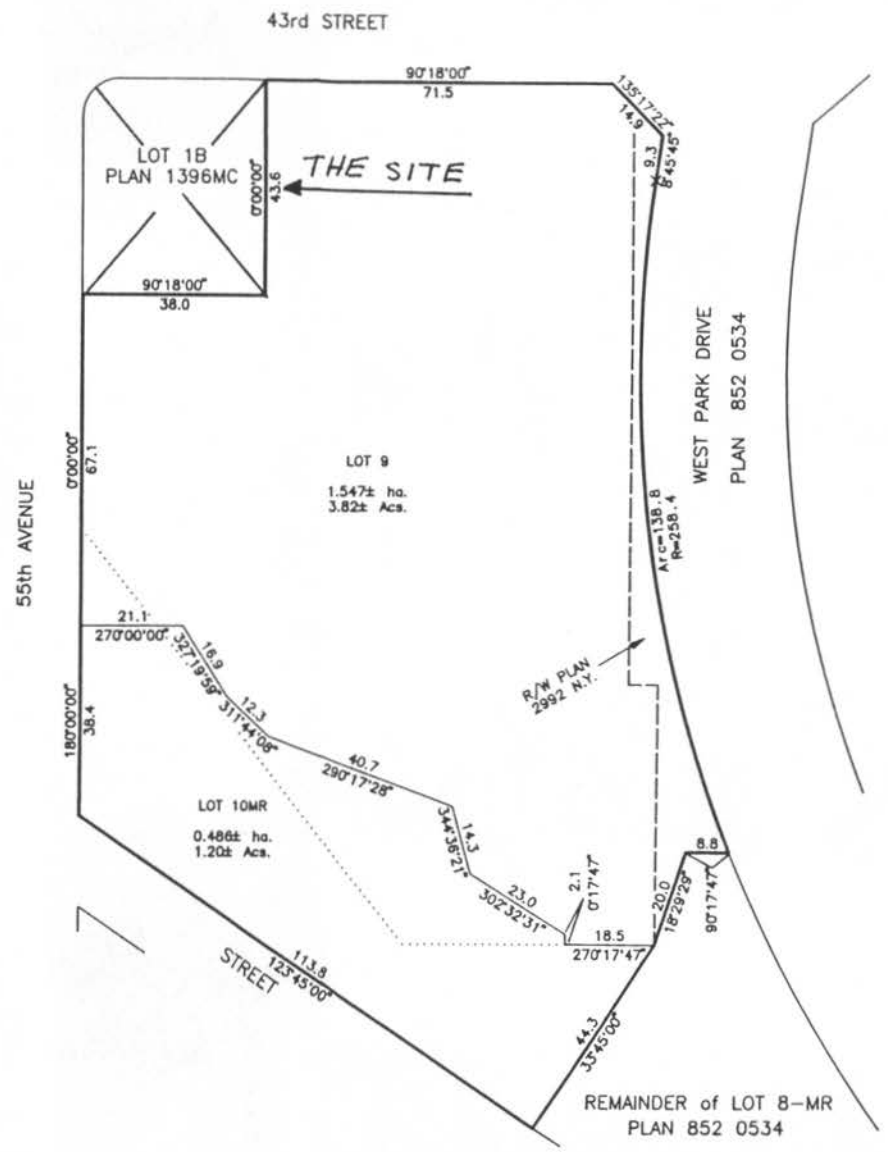 43rd STREET
90°18'00"
71.5
135°17'22"
14.9
9.3
8°45'45"
LOT 1B
PLAN 1396MC
0°00'00"
43.6
THE SITE
90°18'00"
38.0
WEST PARK DRIVE
PLAN 852 0534
0°00'00"
67.1
LOT 9
1.547± ha.
3.82± Acs.
55th AVENUE
Arc=138.8
R=258.4
21.1
270°00'00"
16.9
327°19'59"
12.3
311°44'08"
R/W PLAN
2992 N.Y.
180°00'00"
38.4
40.7
290°17'28"
LOT 10MR
0.486± ha.
1.20± Acs.
14.3
344°36'21"
23.0
302°32'31"
2.1
0°17'47"
8.8
90°17'47"
20.0
18°29'29"
18.5
270°17'47"
STREET
113.8
123°45'00"
44.3
33°45'00"
REMAINDER of LOT 8-MR
PLAN 852 0534